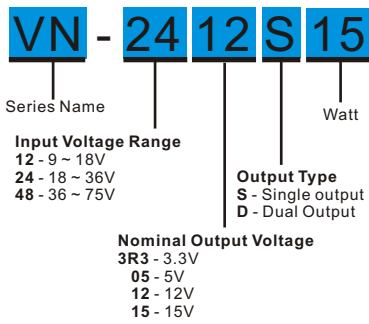 VN - 24 12 S 15
Series Name
Watt
Input Voltage Range
12 - 9 ~ 18V
24 - 18 ~ 36V
48 - 36 ~ 75V
Output Type
S - Single output
D - Dual Output
Nominal Output Voltage
3R3 - 3.3V
05 - 5V
12 - 12V
15 - 15V